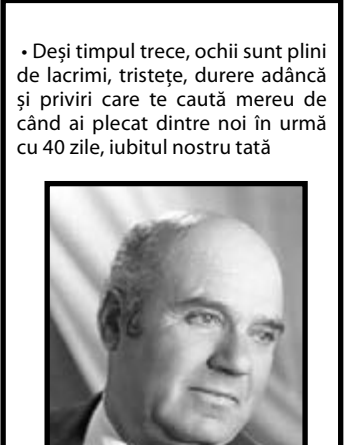 • Deși timpul trece, ochii sunt plini
de lacrimi, tristețe, durere adâncă
și priviri care te caută mereu de
când ai plecat dintre noi în urmă
cu 40 zile, iubitul nostru tată